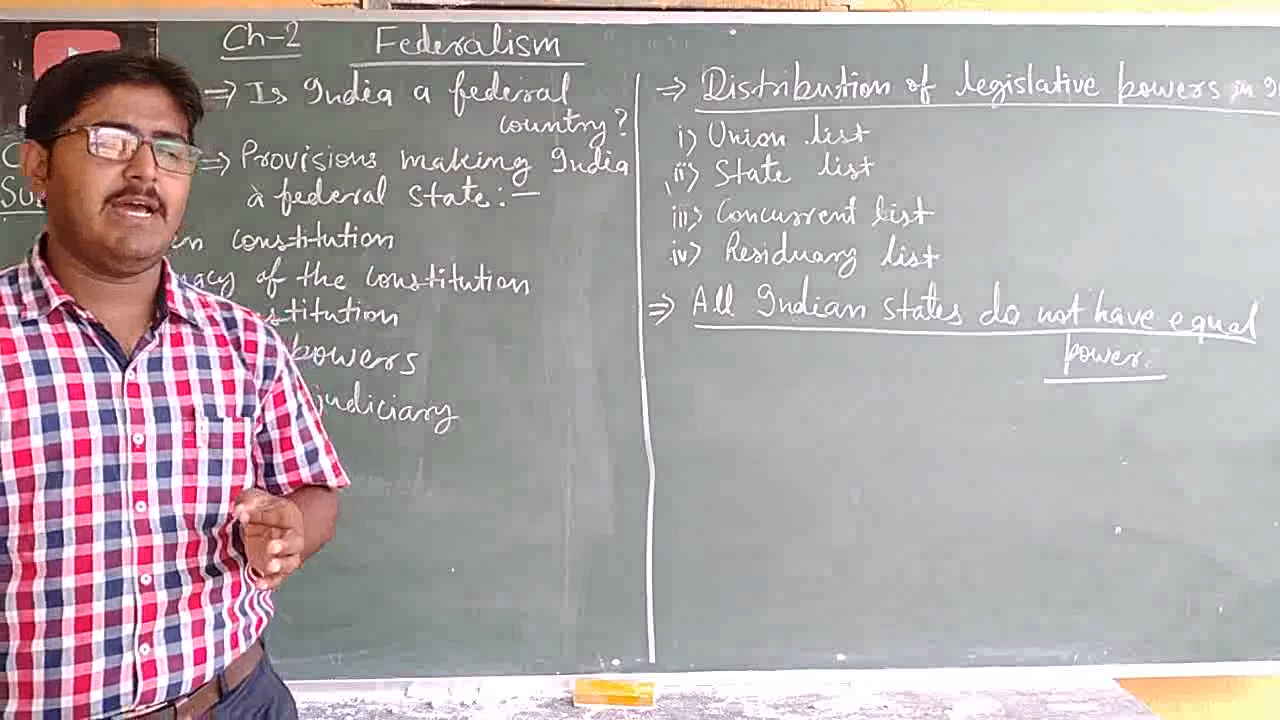 Ch-2 Federalism
⇒ Is India a federal
country?
⇒ Provisions making India
a federal state:-
constitution
of the constitution
powers
judiciary
⇒ Distribution of legislative powers in
i) Union list
ii) State list
iii) Concurrent list
iv) Residuary list
⇒ All Indian states do not have equal
power.